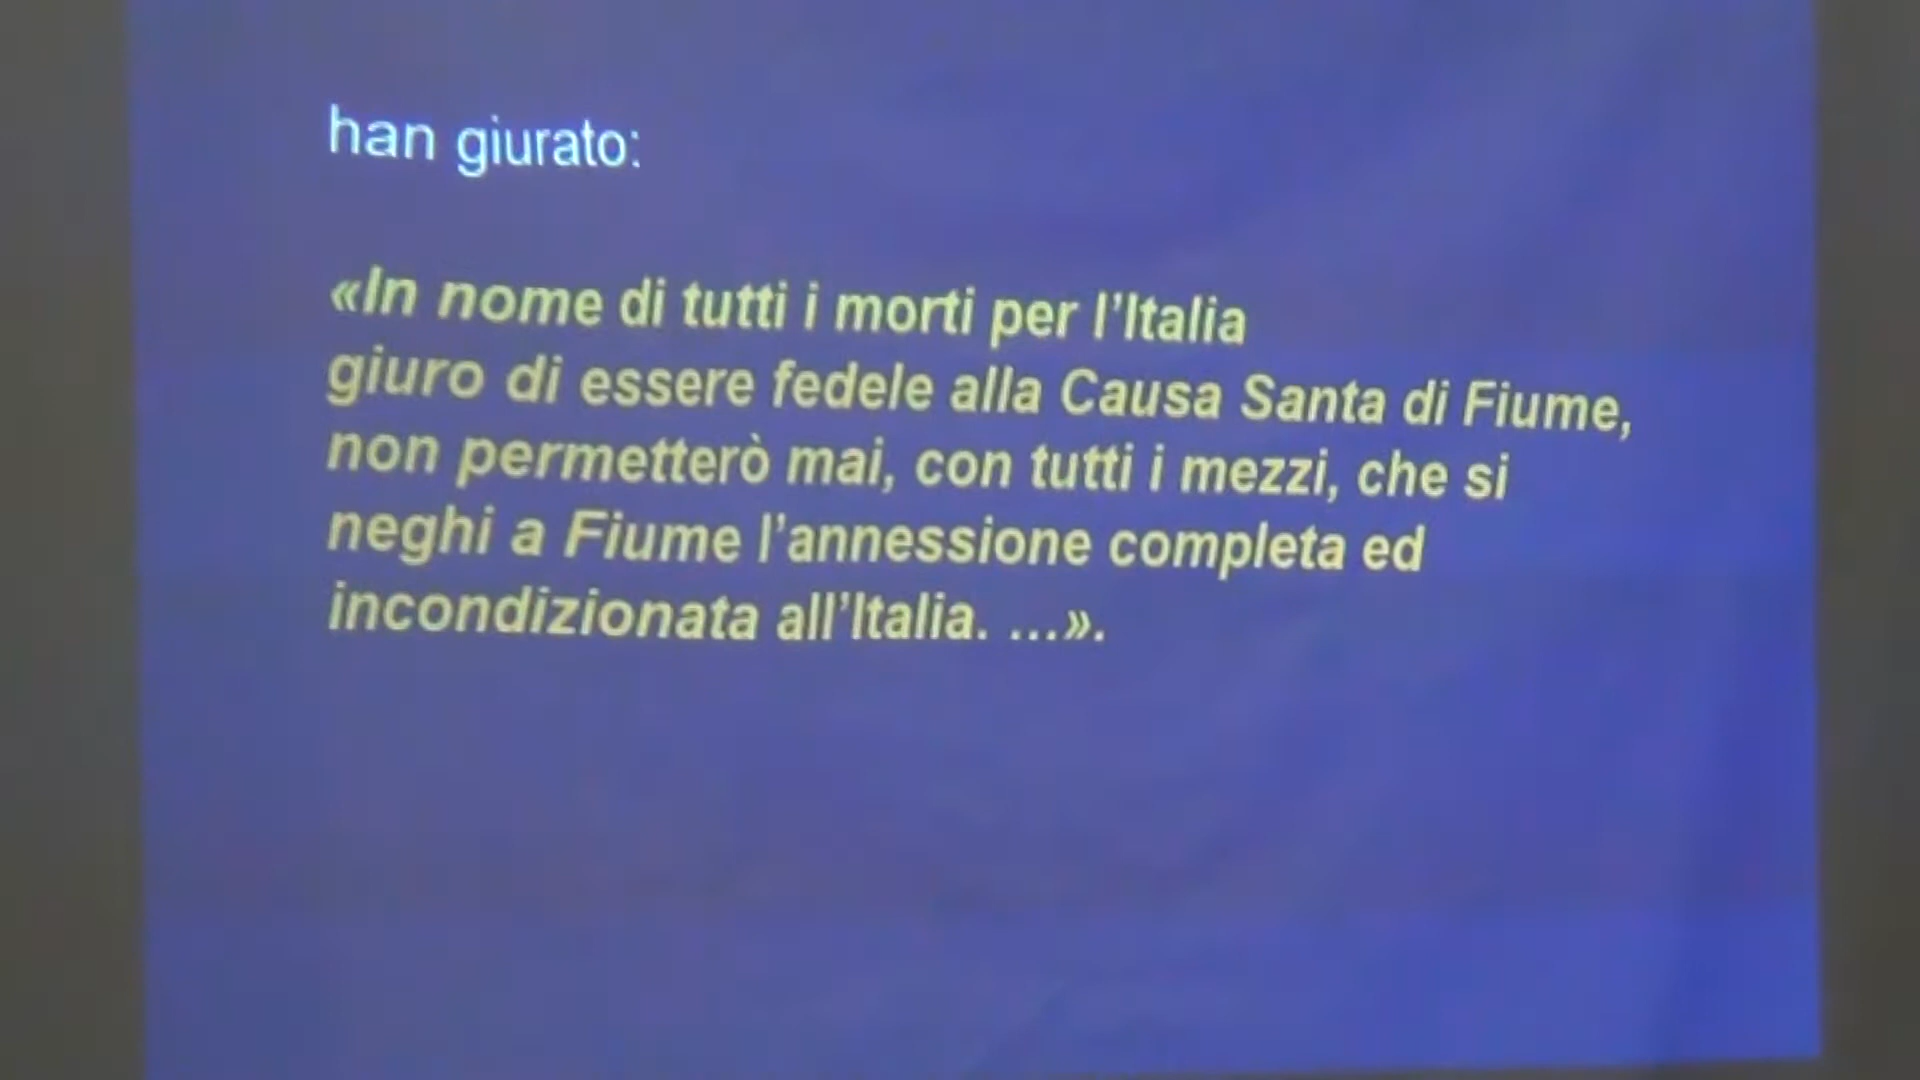 han giurato:
«In nome di tutti i morti per l’Italia
giuro di essere fedele alla Causa Santa di Fiume,
non permetterò mai, con tutti i mezzi, che si
neghi a Fiume l’annessione completa ed
incondizionata all’Italia. ...».